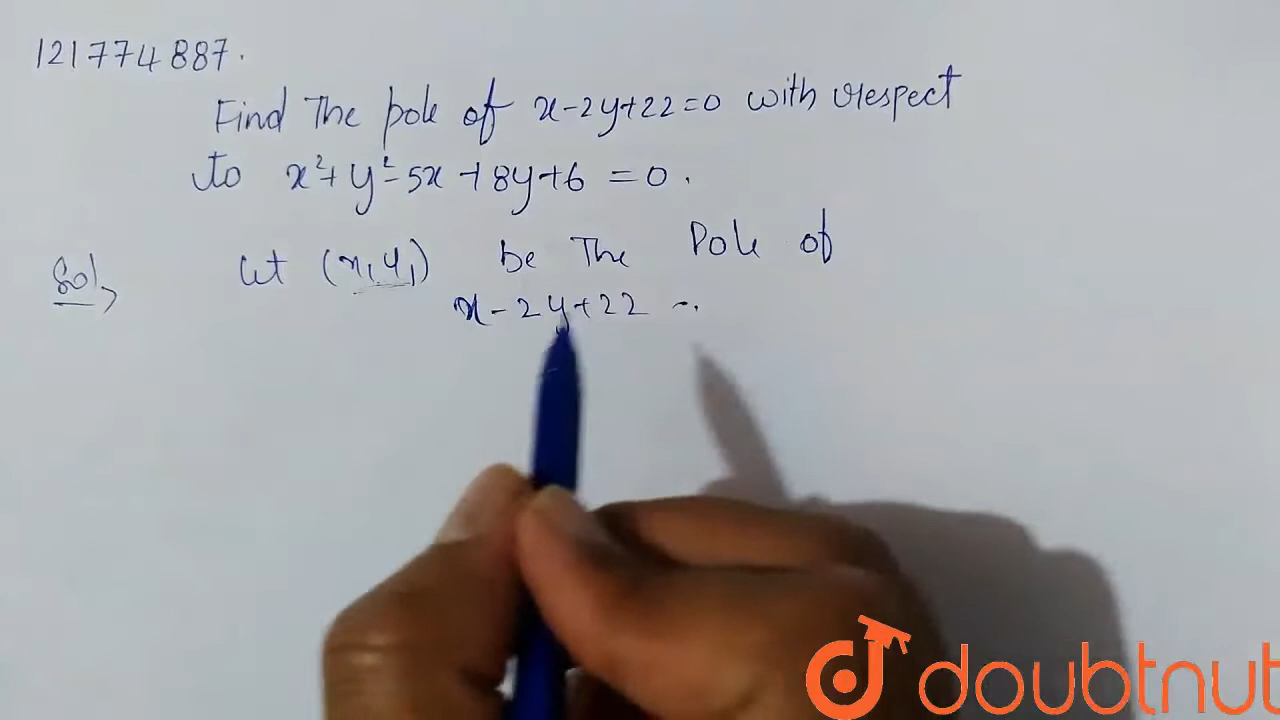 121774887.
Find The pole of x-2y+22=0 with respect
to x²+y²-5x+8y+6=0.
Sol,
let (x₁,y₁) be The Pole of
x-2y+22
doubtnut